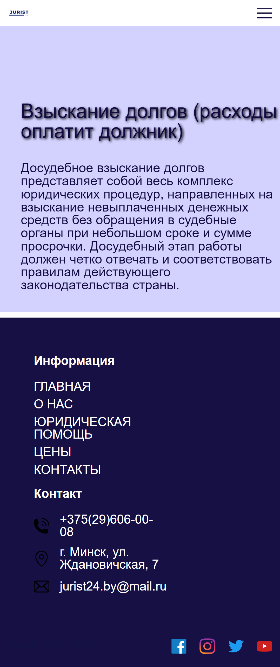 JURIST
Взыскание долгов (расходы
оплатит должник)
Досудебное взыскание долгов
представляет собой весь комплекс
юридических процедур, направленных на
взыскание невыплаченных денежных
средств без обращения в судебные
органы при небольшом сроке и сумме
просрочки. Досудебный этап работы
должен четко отвечать и соответствовать
правилам действующего
законодательства страны.
Информация
ГЛАВНАЯ
О НАС
ЮРИДИЧЕСКАЯ
ПОМОЩЬ
ЦЕНЫ
КОНТАКТЫ
Контакт
+375(29)606-00-
08
г. Минск, ул.
Ждановичская, 7
jurist24.by@mail.ru